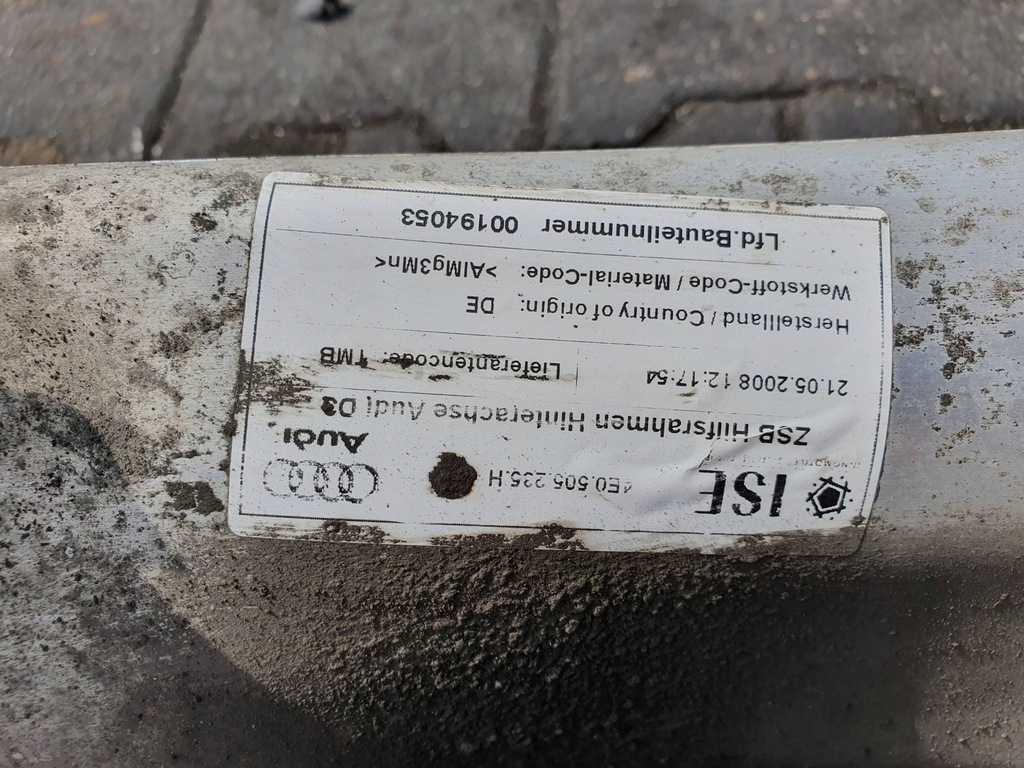 ISE
4E0.505.235.H
ZSB Hilfsrahmen Hinterachse Audi D3
Audi
21.05.2008 12:17:54
Lieferantencode: 1MB
Herstellland / Country of origin: DE
Werkstoff-Code / Material-Code: >AlMg3Mn<
Lfd.Bauteilnummer 00194053